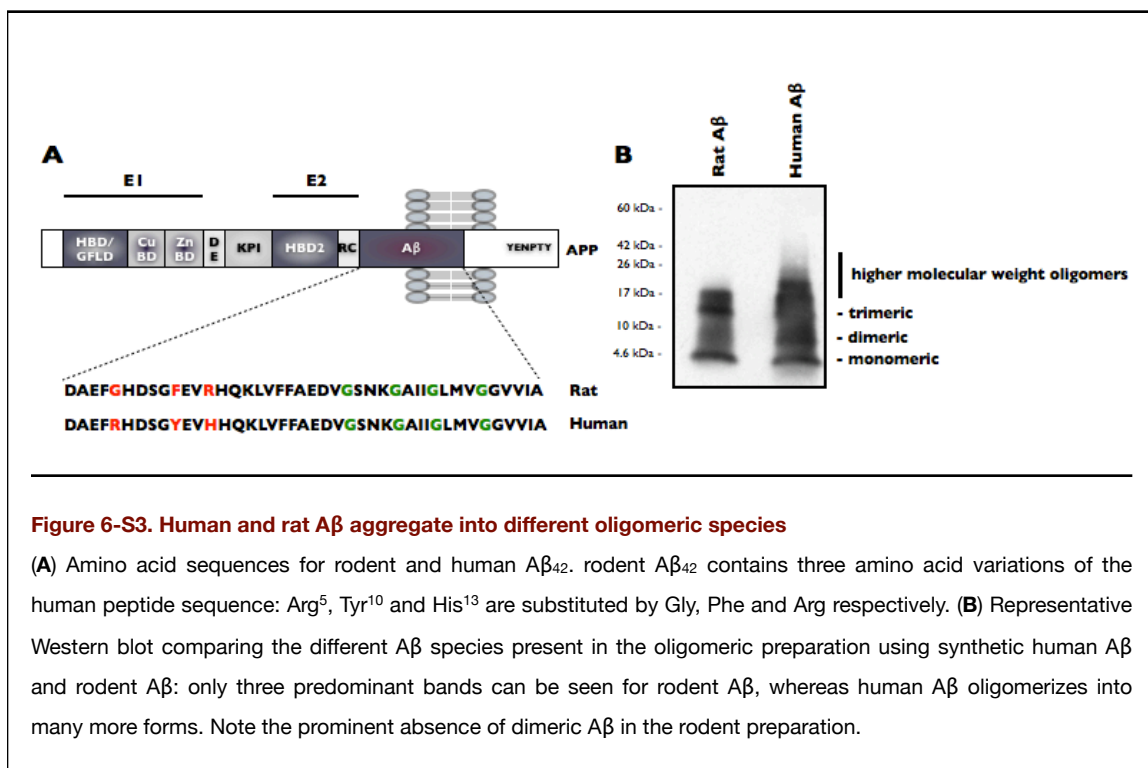 A
E1
E2
HBD/
GFLD
Cu
BD
Zn
BD
D
E
KPI
HBD2
RC
Aβ
YENPTY
APP
DAEFGHDSGFEVRHQKLVFFAEDVGSNKGAIIGLMVGGVVIA Rat
DAEFRHDSGYEVHHQKLVFFAEDVGSNKGAIIGLMVGGVVIA Human
B
Rat Aβ
Human Aβ
60 kDa -
42 kDa -
26 kDa -
17 kDa -
10 kDa -
4.6 kDa -
higher molecular weight oligomers
- trimeric
- dimeric
- monomeric
Figure 6-S3. Human and rat Aβ aggregate into different oligomeric species
(A) Amino acid sequences for rodent and human Aβ42. rodent Aβ42 contains three amino acid variations of the
human peptide sequence: Arg5, Tyr10 and His13 are substituted by Gly, Phe and Arg respectively. (B) Representative
Western blot comparing the different Aβ species present in the oligomeric preparation using synthetic human Aβ
and rodent Aβ: only three predominant bands can be seen for rodent Aβ, whereas human Aβ oligomerizes into
many more forms. Note the prominent absence of dimeric Aβ in the rodent preparation.